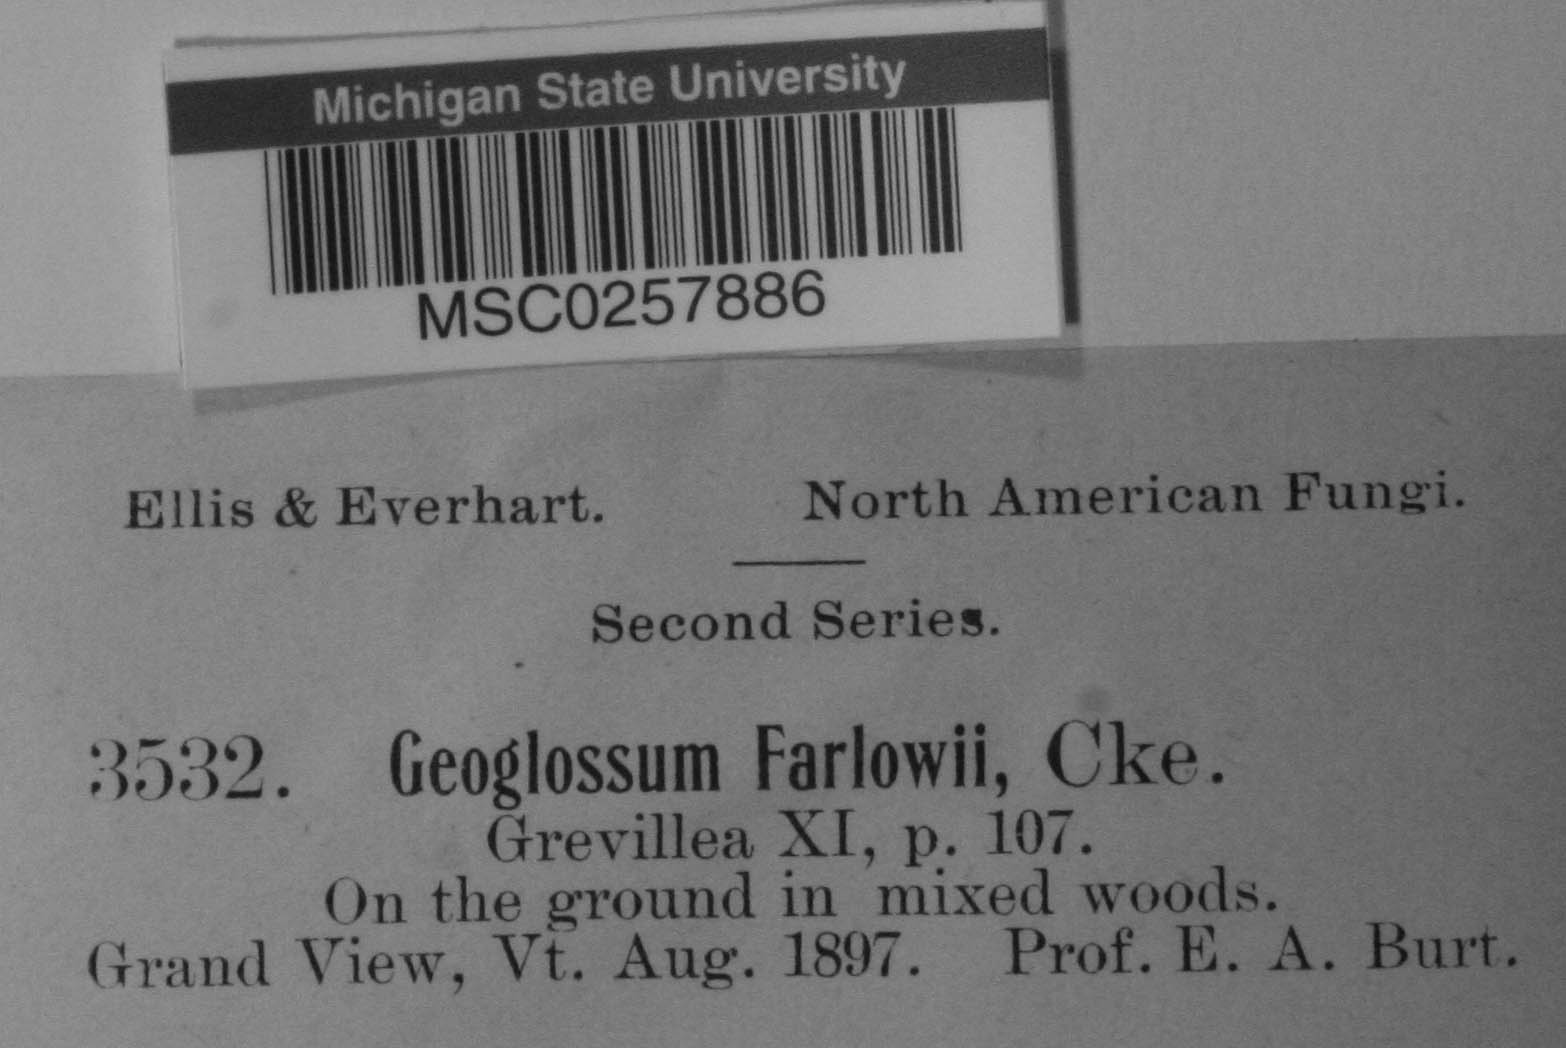 Michigan State University
MSC0257886
Ellis & Everhart. North American Fungi.
Second Series.
3532. Geoglossum Farlowii, Cke.
Grevillea XI, p. 107.
On the ground in mixed woods.
Grand View, Vt. Aug. 1897. Prof. E. A. Burt.